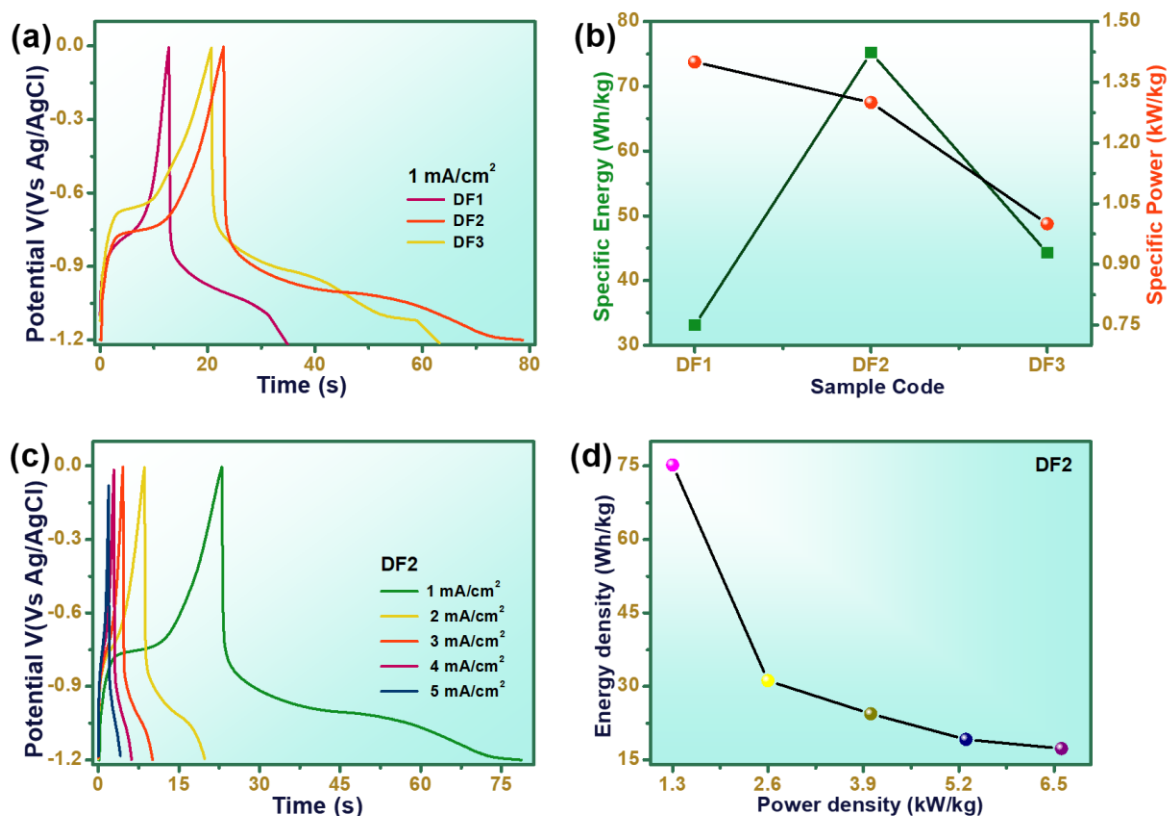 (a)
0.0
-0.3
-0.6
-0.9
-1.2
Potential V(Vs Ag/AgCl)
1 mA/cm²
DF1
DF2
DF3
0 20 40 60 80
Time (s)
(b)
80
70
60
50
40
30
Specific Energy (Wh/kg)
1.50
1.35
1.20
1.05
0.90
0.75
Specific Power (kW/kg)
DF1 DF2 DF3
Sample Code
(c)
0.0
-0.3
-0.6
-0.9
-1.2
Potential V(Vs Ag/AgCl)
DF2
1 mA/cm²
2 mA/cm²
3 mA/cm²
4 mA/cm²
5 mA/cm²
0 15 30 45 60 75
Time (s)
(d)
DF2
75
60
45
30
15
Energy density (Wh/kg)
1.3 2.6 3.9 5.2 6.5
Power density (kW/kg)